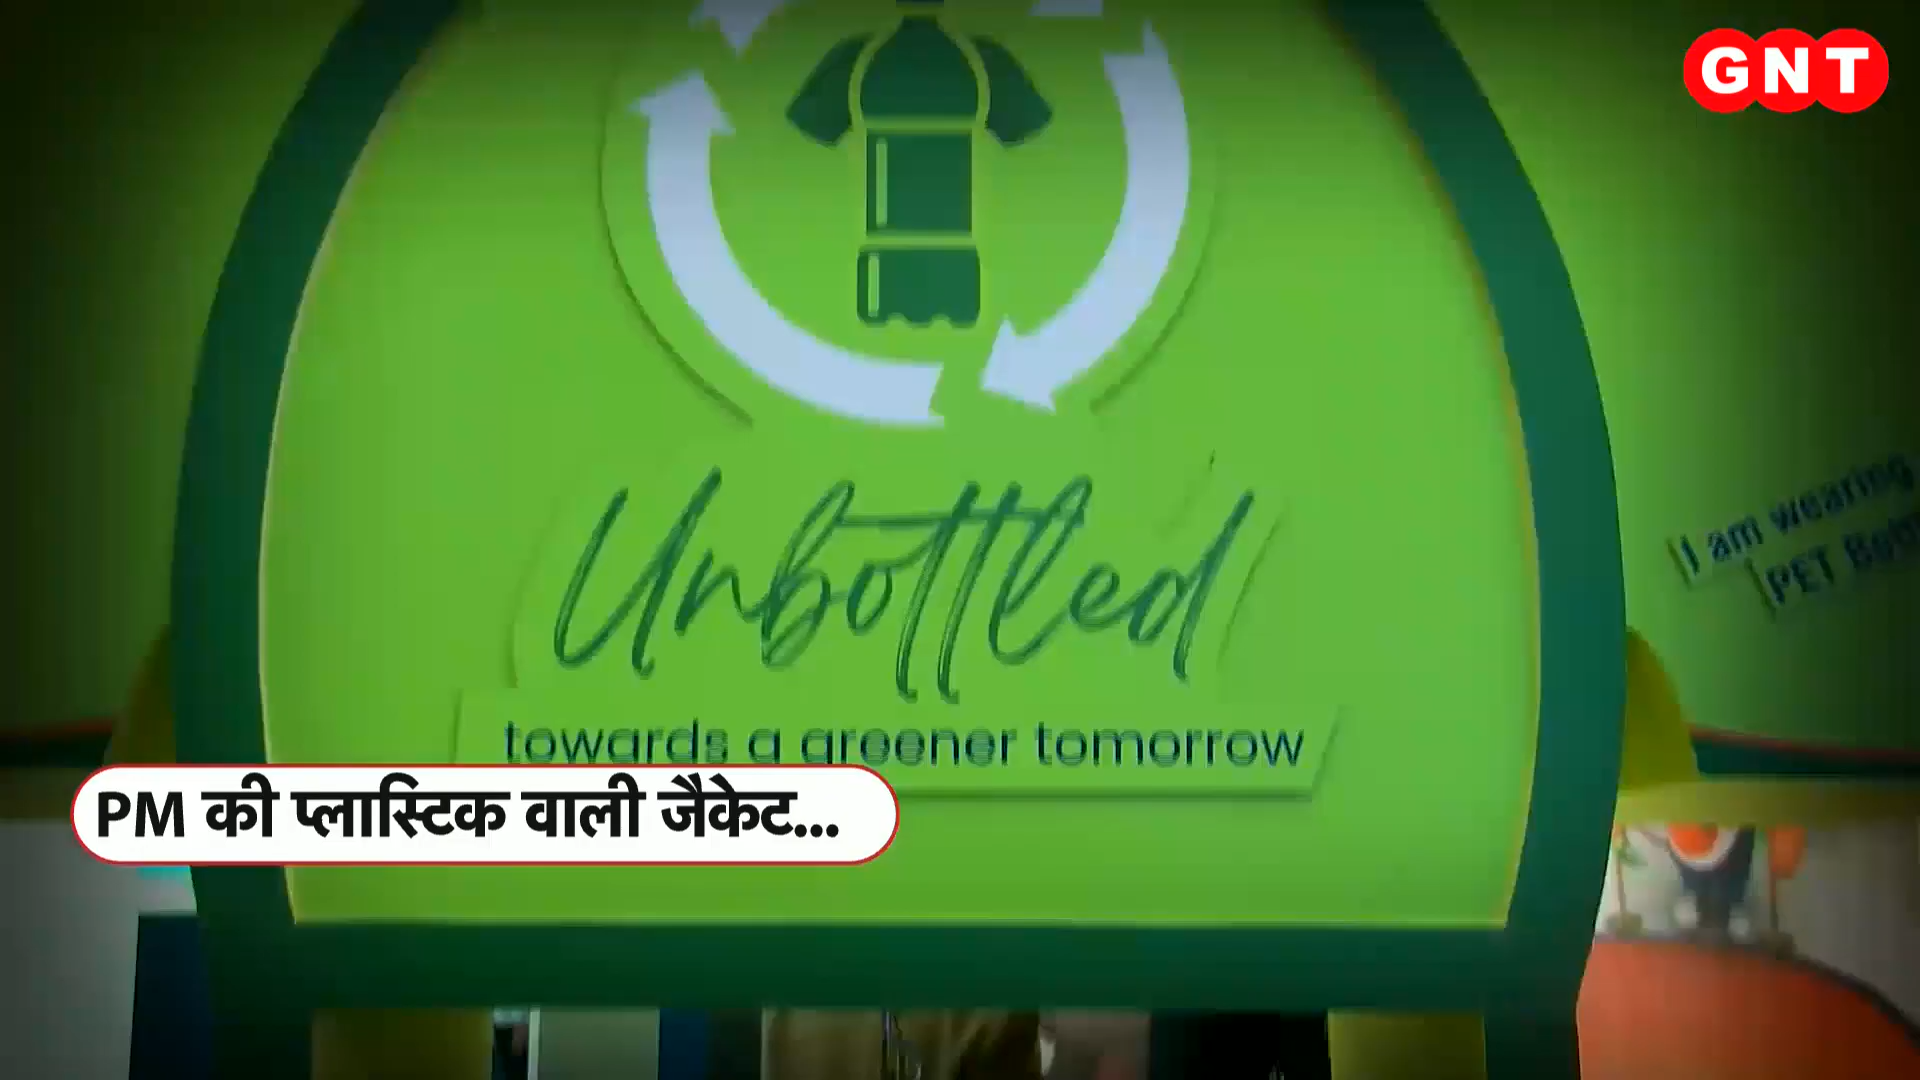 GNT
Unbottled
towards a greener tomorrow
I am wearing
PET
PM की प्लास्टिक वाली जैकेट...